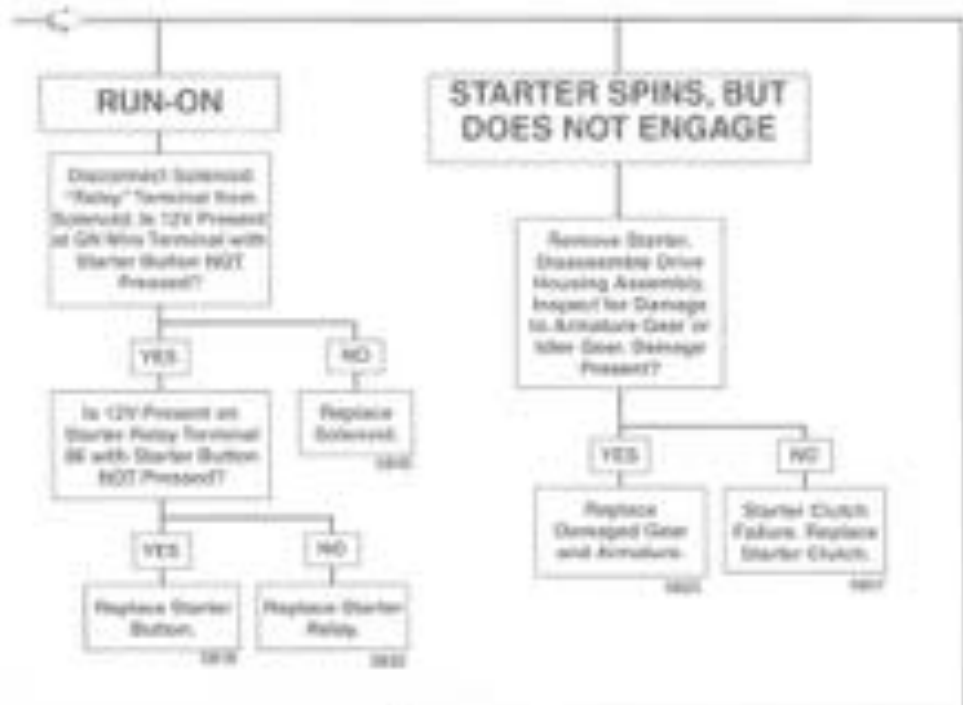 RUN-ON
Disconnect Solenoid
"Relay" Terminal from
Solenoid. Is 12V Present
at GN Wire Terminal with
Starter Button NOT
Pressed?
YES
NO
Is 12V Present on
Starter Relay Terminal
86 with Starter Button
NOT Pressed?
Replace
Solenoid.
YES
NO
Replace Starter
Button.
Replace Starter
Relay.
STARTER SPINS, BUT
DOES NOT ENGAGE
Remove Starter.
Disassemble Drive
Housing Assembly.
Inspect for Damage
to Armature Gear or
Idler Gear. Damage
Present?
YES
NO
Replace
Damaged Gear
and Armature.
Starter Clutch
Failure. Replace
Starter Clutch.